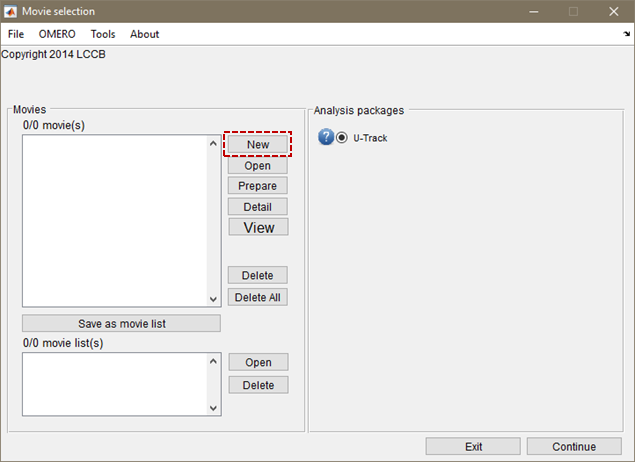 Movie selection
File OMERO Tools About
Copyright 2014 LCCB
Movies
0/0 movie(s)
New
Open
Prepare
Detail
View
Delete
Delete All
Save as movie list
0/0 movie list(s)
Open
Delete
Analysis packages
? U-Track
Exit Continue